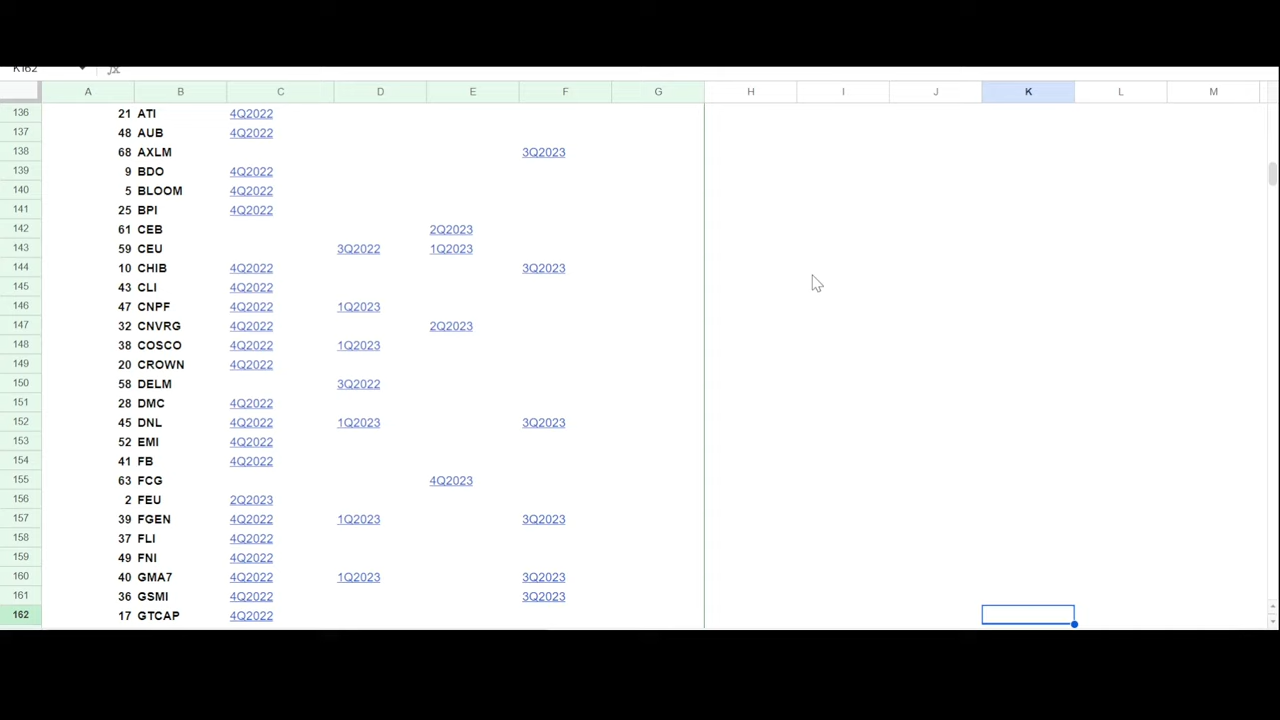 K162 fx
A B C D E F G H I J K L M
136 21 ATI 4Q2022
137 48 AUB 4Q2022
138 68 AXLM 3Q2023
139 9 BDO 4Q2022
140 5 BLOOM 4Q2022
141 25 BPI 4Q2022
142 61 CEB 2Q2023
143 59 CEU 3Q2022 1Q2023
144 10 CHIB 4Q2022 3Q2023
145 43 CLI 4Q2022
146 47 CNPF 4Q2022 1Q2023
147 32 CNVRG 4Q2022 2Q2023
148 38 COSCO 4Q2022 1Q2023
149 20 CROWN 4Q2022
150 58 DELM 3Q2022
151 28 DMC 4Q2022
152 45 DNL 4Q2022 1Q2023 3Q2023
153 52 EMI 4Q2022
154 41 FB 4Q2022
155 63 FCG 4Q2022
156 2 FEU 2Q2023
157 39 FGEN 4Q2022 1Q2023 3Q2023
158 37 FLI 4Q2022
159 49 FNI 4Q2022
160 40 GMA7 4Q2022 1Q2023 3Q2023
161 36 GSMI 4Q2022 3Q2023
162 17 GTCAP 4Q2022